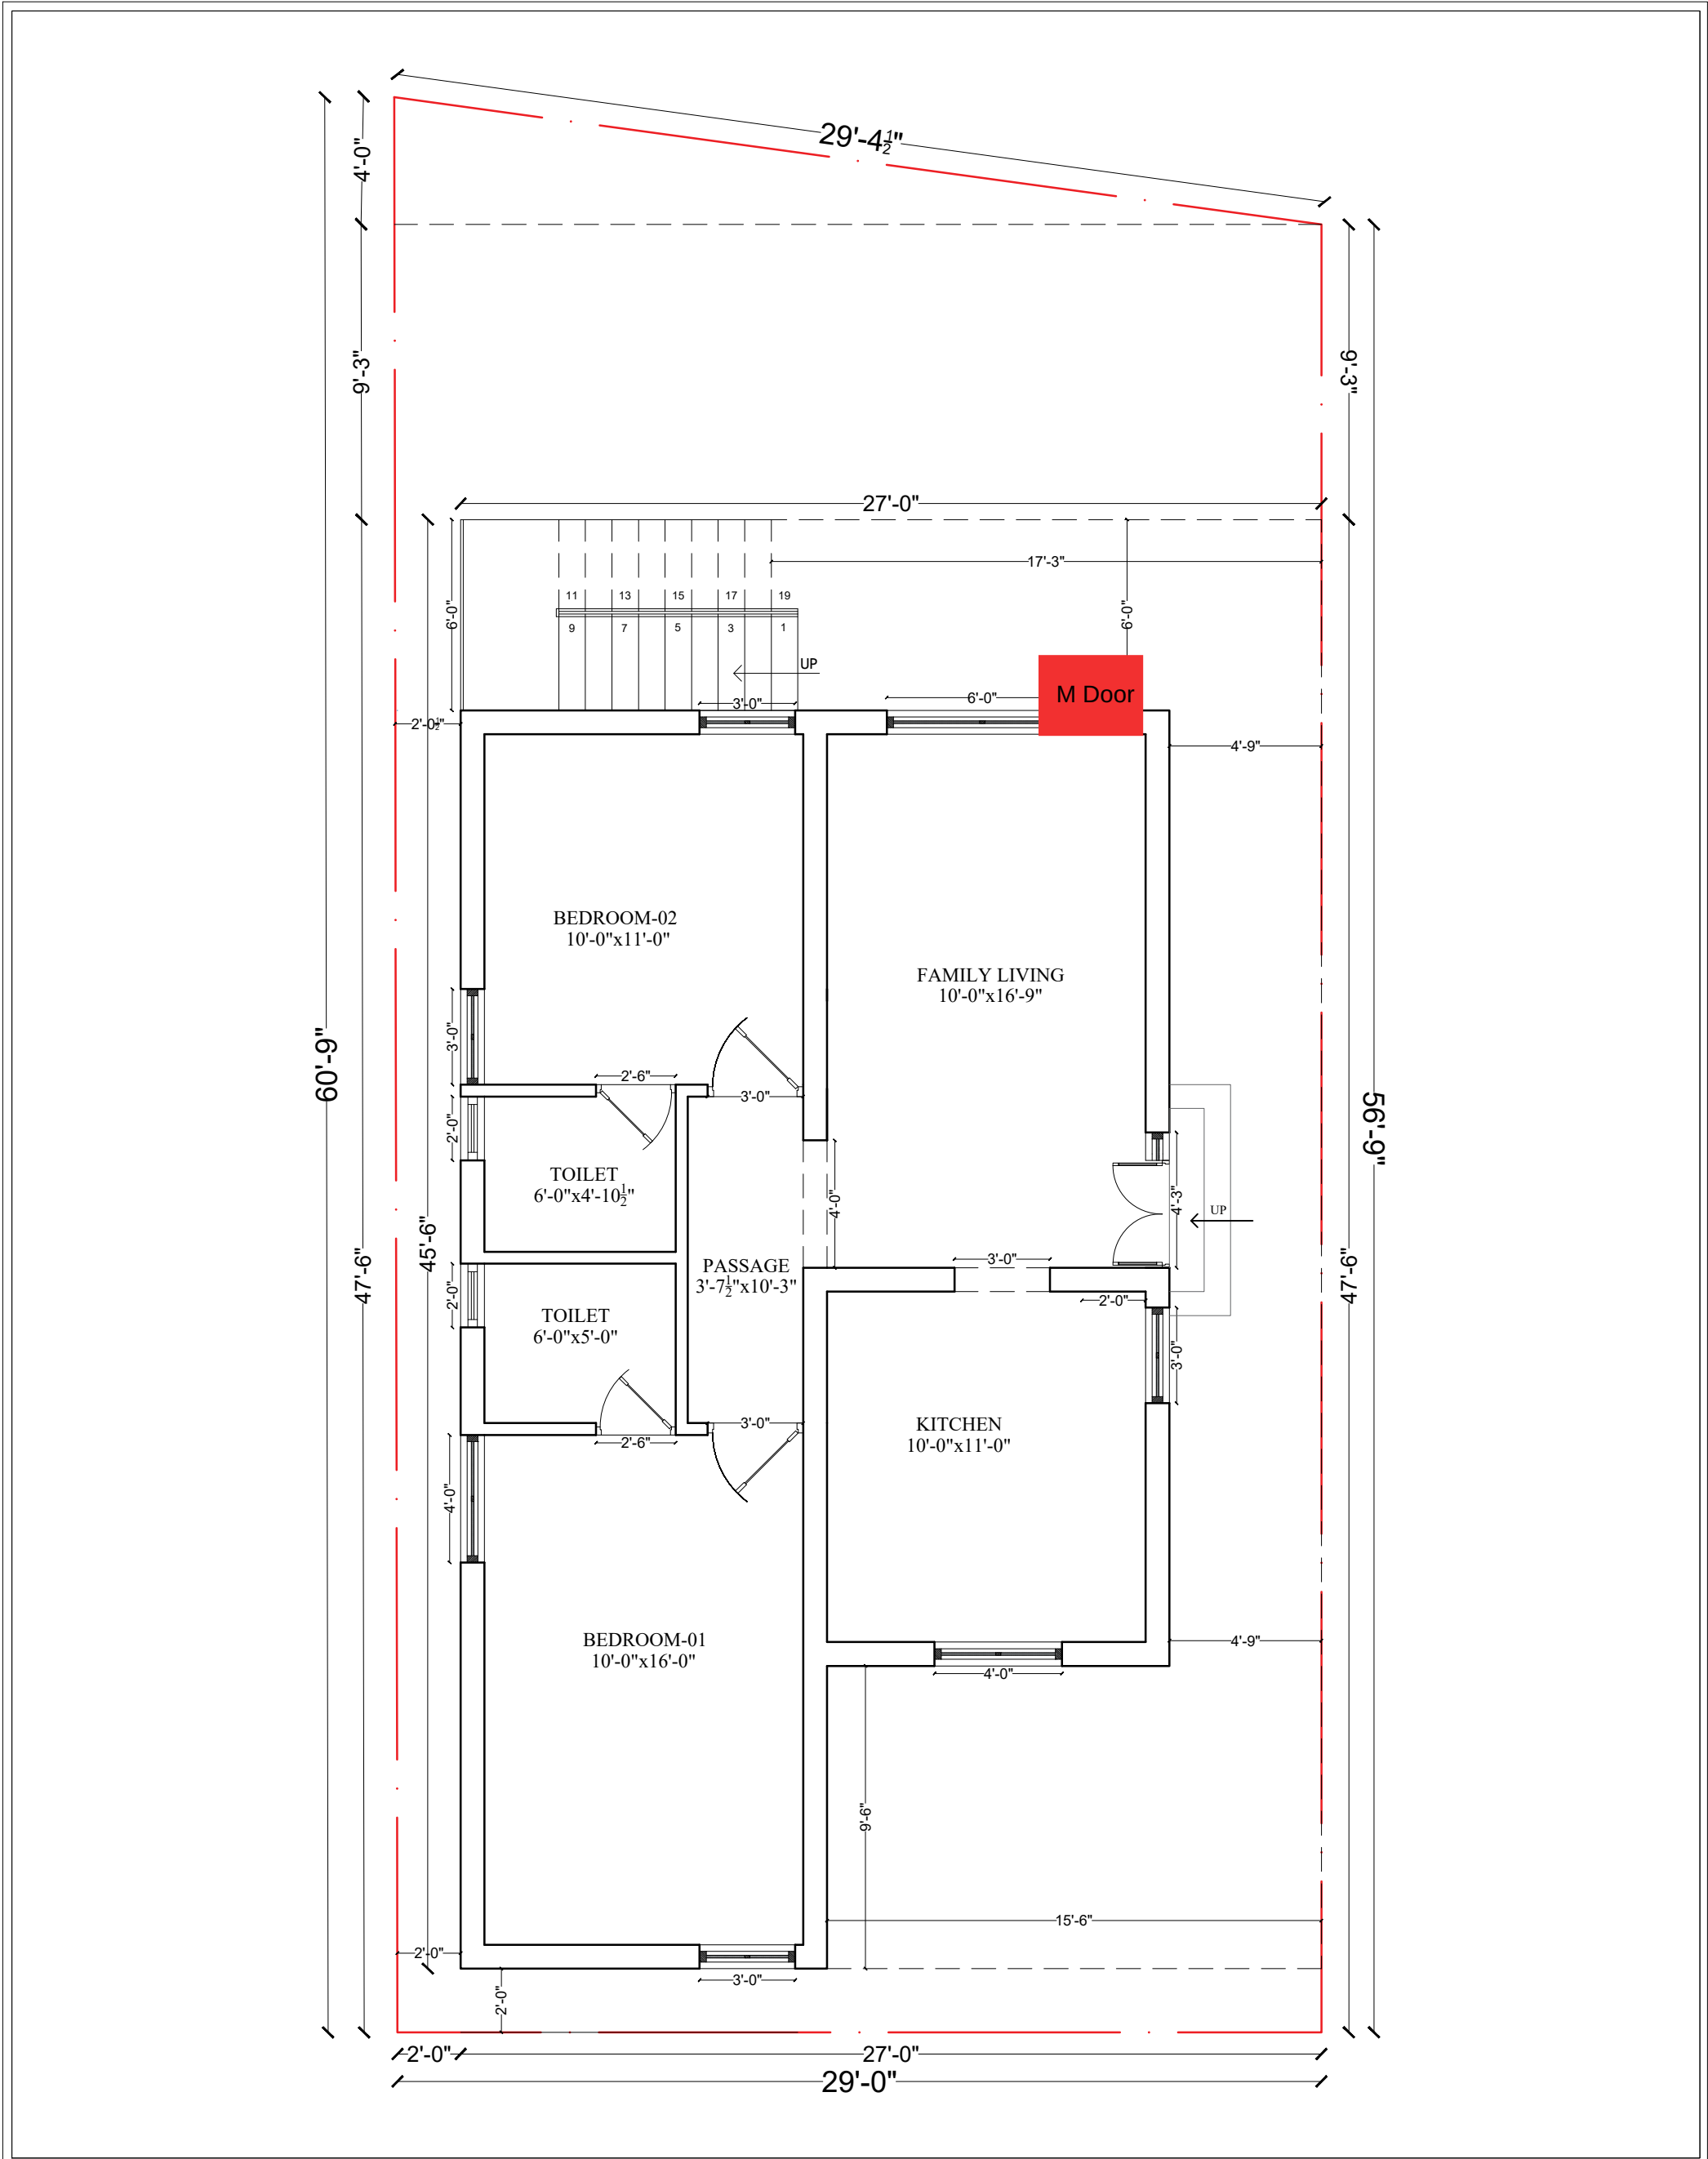 29'-4½"
4'-0"
9'-3"
9'-3"
27'-0"
17'-3"
6'-0"
6'-0"
11 13 15 17 19
9 7 5 3 1
UP
M Door
3'-0"
6'-0"
2'-0½"
4'-9"
BEDROOM-02
10'-0"x11'-0"
FAMILY LIVING
10'-0"x16'-9"
3'-0"
2'-6"
3'-0"
60'-9"
56'-9"
2'-0"
TOILET
6'-0"x4'-10½"
4'-0"
4'-3"
UP
45'-6"
47'-6"
47'-6"
PASSAGE
3'-7½"x10'-3"
3'-0"
2'-0"
2'-0"
TOILET
6'-0"x5'-0"
3'-0"
3'-0"
2'-6"
KITCHEN
10'-0"x11'-0"
4'-0"
BEDROOM-01
10'-0"x16'-0"
4'-9"
4'-0"
9'-6"
15'-6"
2'-0"
3'-0"
2'-0"
2'-0"
27'-0"
29'-0"